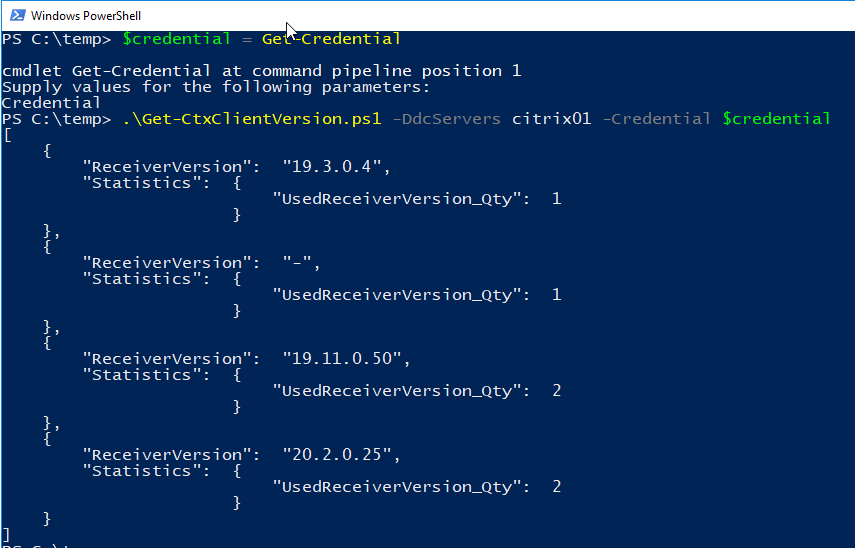 Windows PowerShell
PS C:\temp> $credential = Get-Credential
cmdlet Get-Credential at command pipeline position 1
Supply values for the following parameters:
Credential
PS C:\temp> .\Get-CtxClientVersion.ps1 -DdcServers citrix01 -Credential $credential
[
    {
        "ReceiverVersion":  "19.3.0.4",
        "Statistics":  {
                           "UsedReceiverVersion_Qty":  1
                       }
    },
    {
        "ReceiverVersion":  "-",
        "Statistics":  {
                           "UsedReceiverVersion_Qty":  1
                       }
    },
    {
        "ReceiverVersion":  "19.11.0.50",
        "Statistics":  {
                           "UsedReceiverVersion_Qty":  2
                       }
    },
    {
        "ReceiverVersion":  "20.2.0.25",
        "Statistics":  {
                           "UsedReceiverVersion_Qty":  2
                       }
    }
]